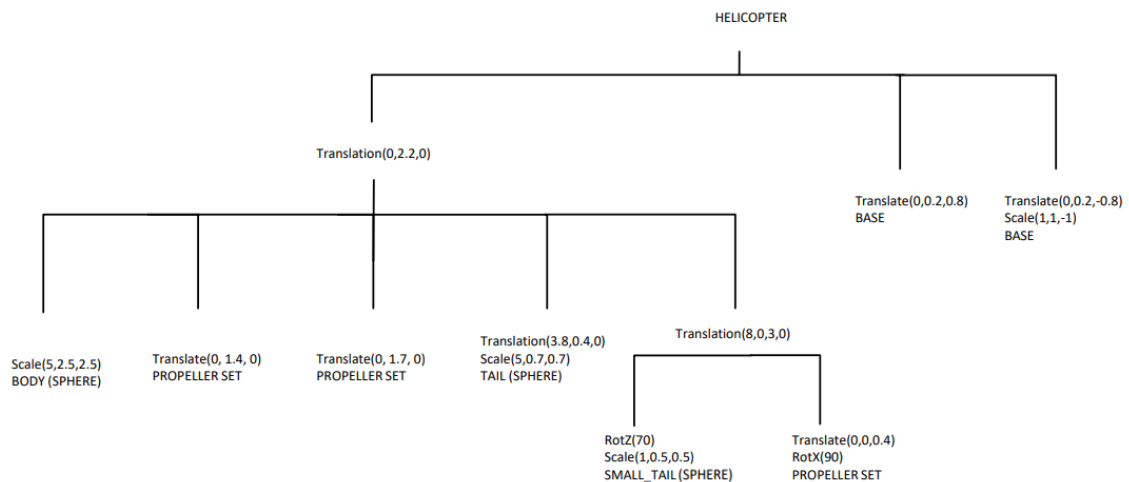 HELICOPTER
Translation(0,2.2,0)
Translate(0,0.2,0.8)
BASE
Translate(0,0.2,-0.8)
Scale(1,1,-1)
BASE
Scale(5,2.5,2.5)
BODY (SPHERE)
Translate(0, 1.4, 0)
PROPELLER SET
Translate(0, 1.7, 0)
PROPELLER SET
Translation(3.8,0.4,0)
Scale(5,0.7,0.7)
TAIL (SPHERE)
Translation(8,0,3,0)
RotZ(70)
Scale(1,0.5,0.5)
SMALL_TAIL (SPHERE)
Translate(0,0,0.4)
RotX(90)
PROPELLER SET